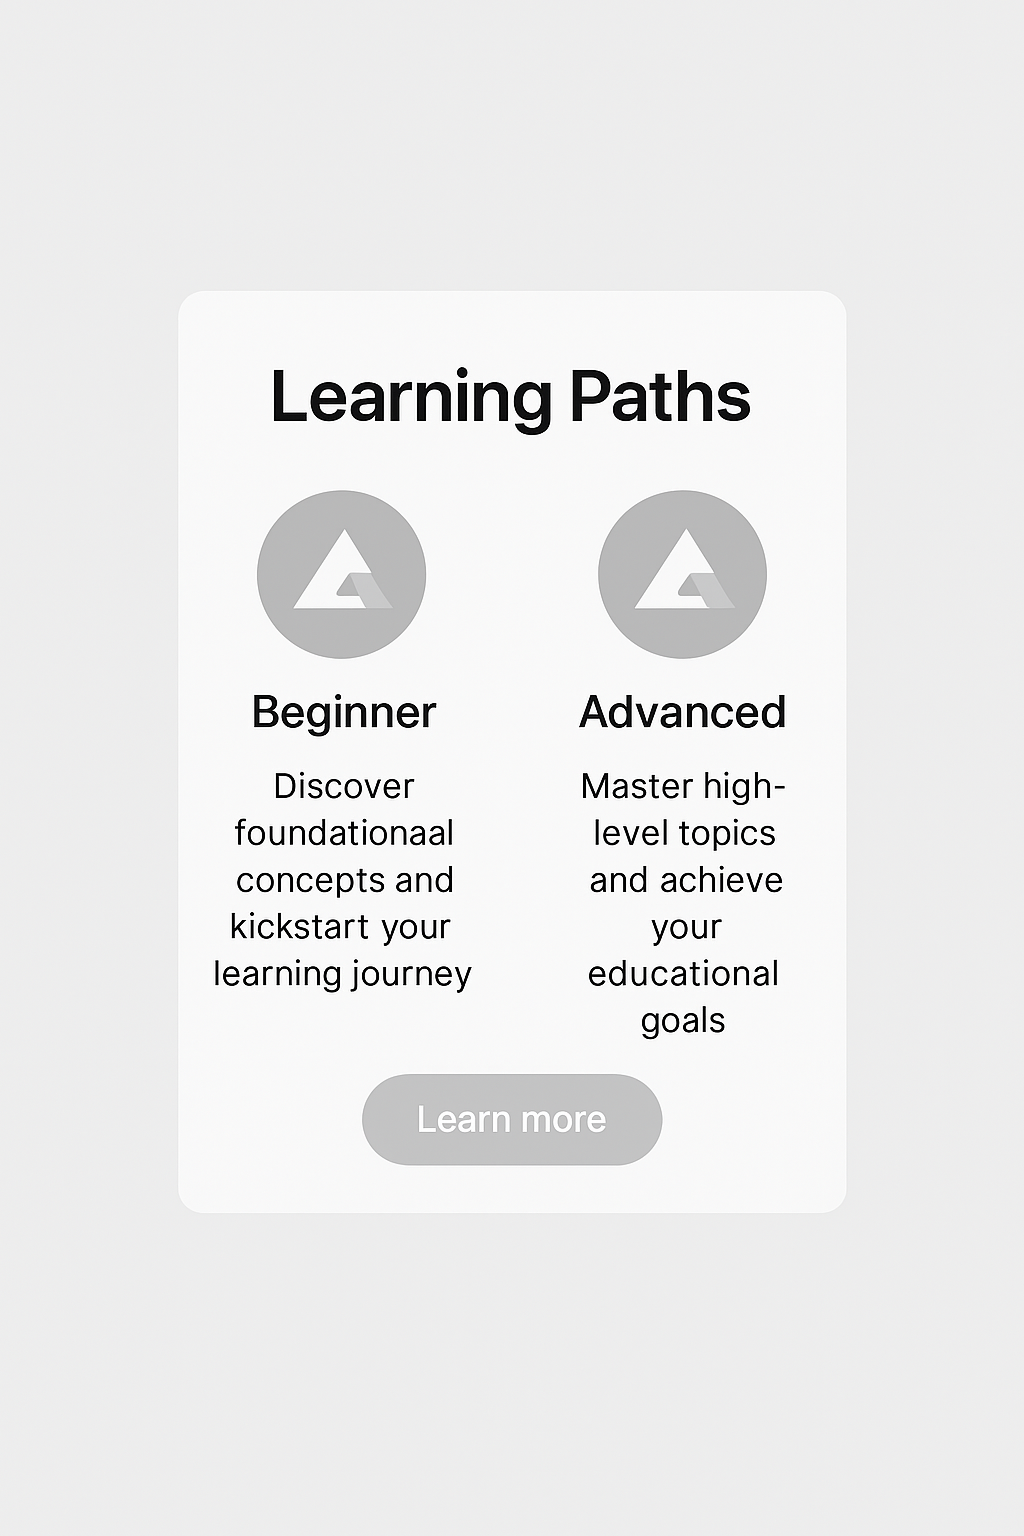 Learning Paths
Beginner
Discover
foundationaal
concepts and
kickstart your
learning journey
Advanced
Master high-
level topics
and achieve
your
educational
goals
Learn more